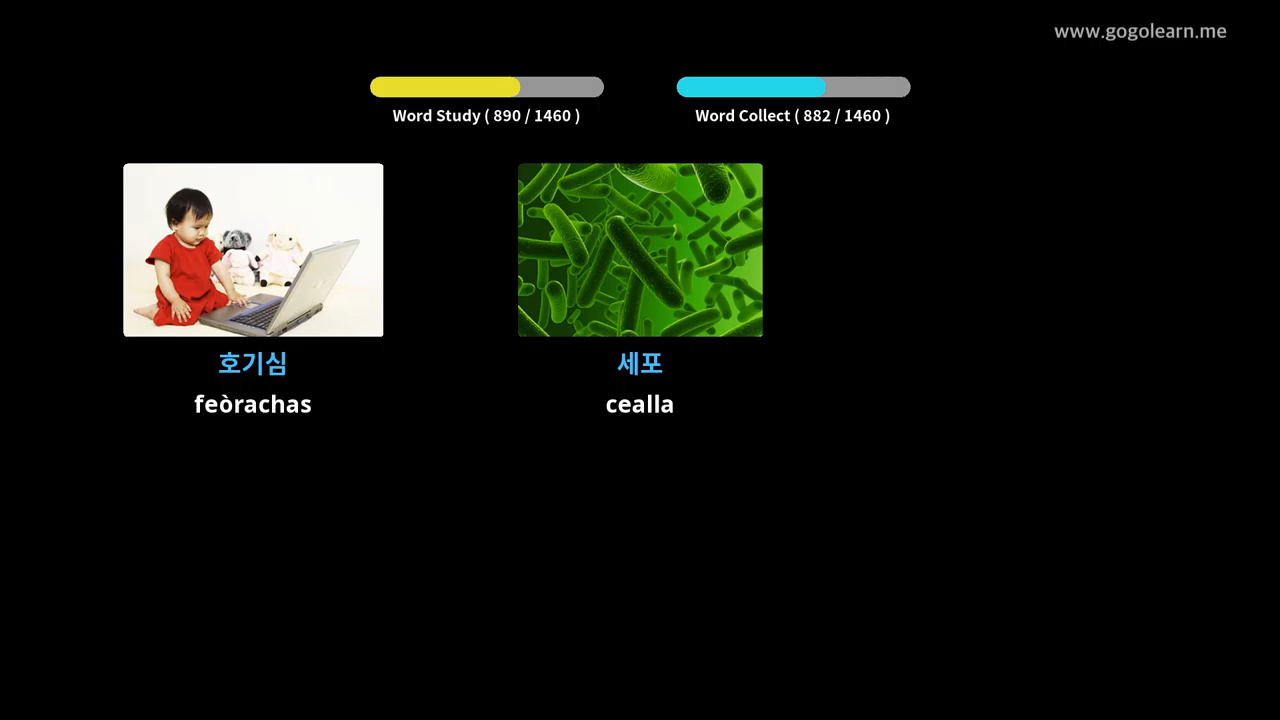 www.gogolearn.me
Word Study ( 890 / 1460 )
Word Collect ( 882 / 1460 )
호기심
feòrachas
세포
cealla